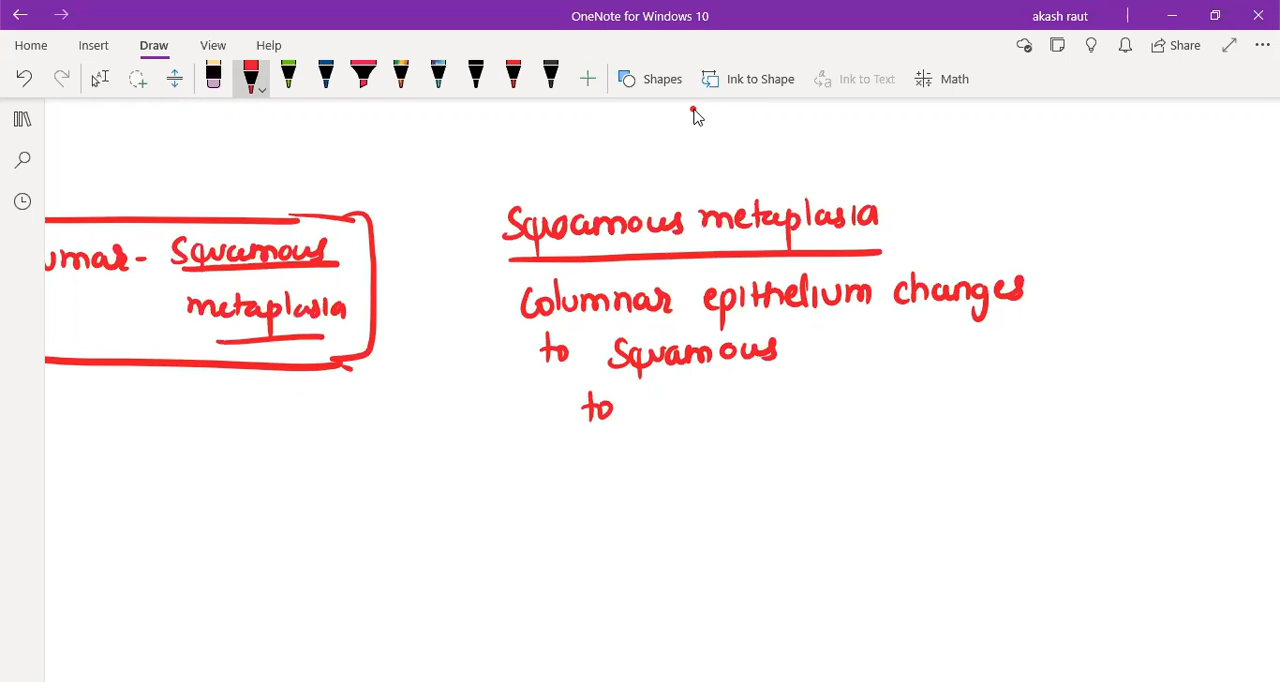 OneNote for Windows 10
akash raut
Home Insert Draw View Help
Share
Shapes Ink to Shape Ink to Text Math
umar- Squamous
metaplasia
Squamous metaplasia
Columnar epithelium changes
to Squamous
to